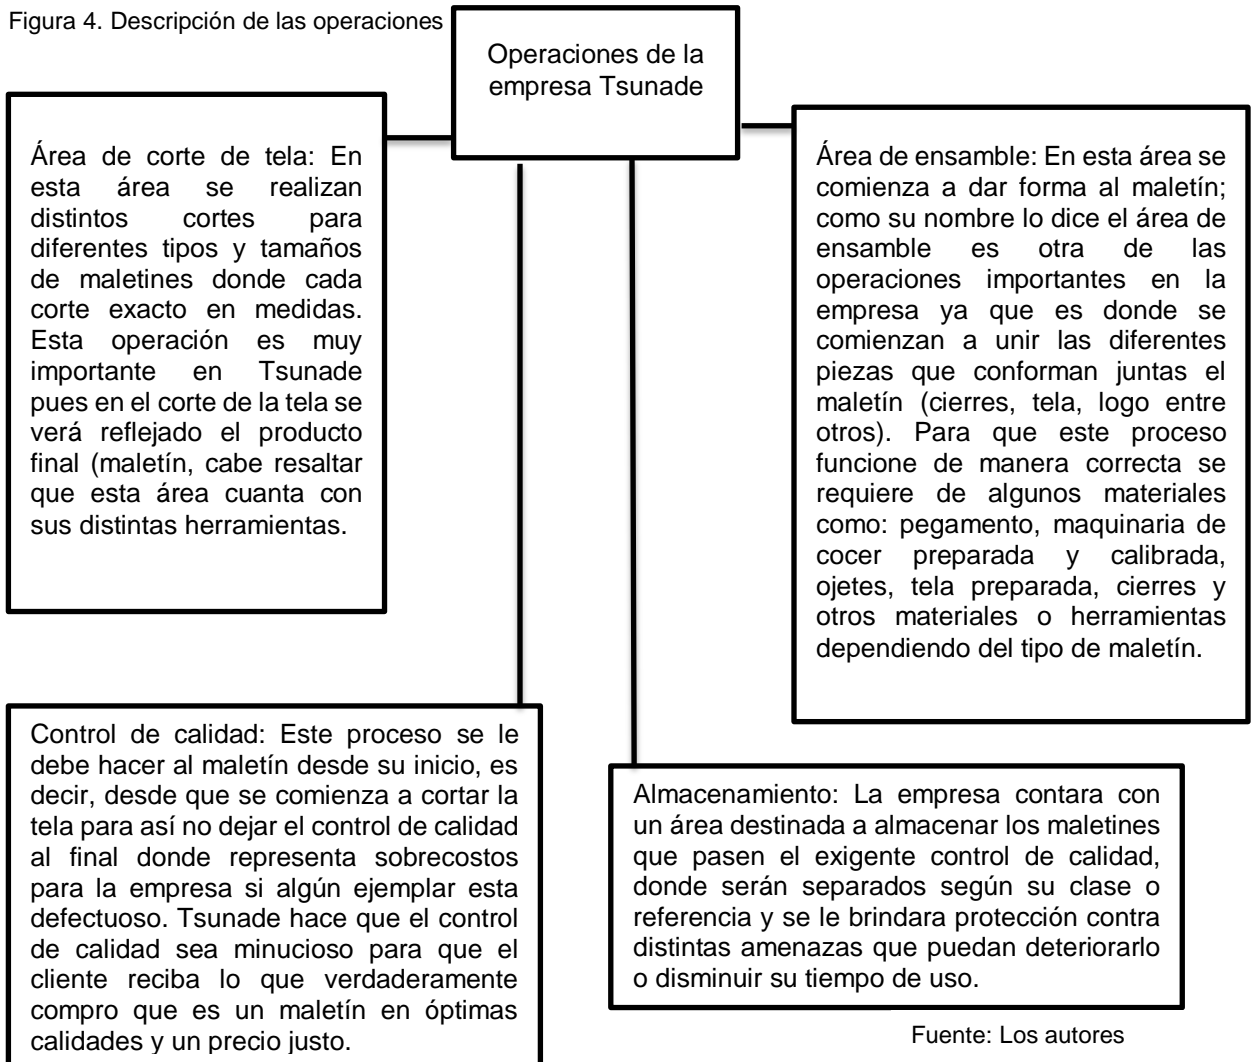 Figura 4. Descripción de las operaciones
Operaciones de la
empresa Tsunade
Área de corte de tela: En
esta área se realizan
distintos cortes para
diferentes tipos y tamaños
de maletines donde cada
corte exacto en medidas.
Esta operación es muy
importante en Tsunade
pues en el corte de la tela se
verá reflejado el producto
final (maletín, cabe resaltar
que esta área cuanta con
sus distintas herramientas.
Área de ensamble: En esta área se
comienza a dar forma al maletín;
como su nombre lo dice el área de
ensamble es otra de las
operaciones importantes en la
empresa ya que es donde se
comienzan a unir las diferentes
piezas que conforman juntas el
maletín (cierres, tela, logo entre
otros). Para que este proceso
funcione de manera correcta se
requiere de algunos materiales
como: pegamento, maquinaria de
cocer preparada y calibrada,
ojetes, tela preparada, cierres y
otros materiales o herramientas
dependiendo del tipo de maletín.
Control de calidad: Este proceso se le
debe hacer al maletín desde su inicio, es
decir, desde que se comienza a cortar la
tela para así no dejar el control de calidad
al final donde representa sobrecostos
para la empresa si algún ejemplar esta
defectuoso. Tsunade hace que el control
de calidad sea minucioso para que el
cliente reciba lo que verdaderamente
compro que es un maletín en óptimas
calidades y un precio justo.
Almacenamiento: La empresa contara con
un área destinada a almacenar los maletines
que pasen el exigente control de calidad,
donde serán separados según su clase o
referencia y se le brindara protección contra
distintas amenazas que puedan deteriorarlo
o disminuir su tiempo de uso.
Fuente: Los autores